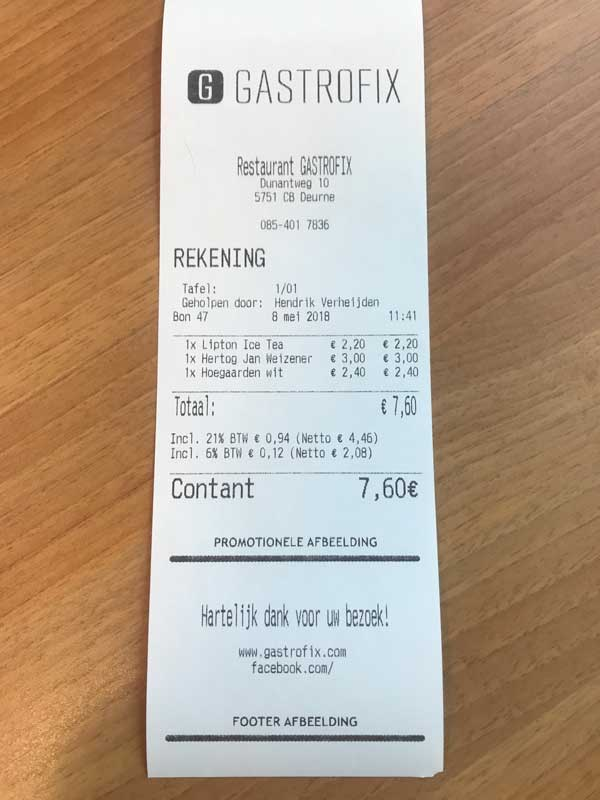 G GASTROFIX
Restaurant GASTROFIX
Dunantweg 10
5751 CB Deurne
085-401 7836
REKENING
Tafel: 1/01
Geholpen door: Hendrik Verheijden
Bon 47 8 mei 2018 11:41
1x Lipton Ice Tea € 2,20 € 2,20
1x Hertog Jan Weizener € 3,00 € 3,00
1x Hoegaarden wit € 2,40 € 2,40
Totaal: € 7,60
Incl. 21% BTW € 0,94 (Netto € 4,46)
Incl. 6% BTW € 0,12 (Netto € 2,08)
Contant 7,60€
PROMOTIONELE AFBEELDING
Hartelijk dank voor uw bezoek!
www.gastrofix.com
facebook.com/
FOOTER AFBEELDING